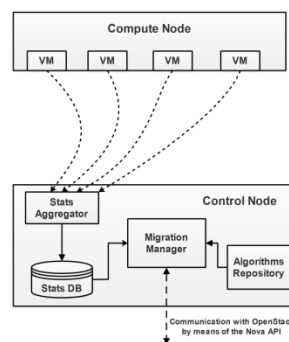 Compute Node
VM VM VM VM
Stats
Aggregator
Control Node
Migration
Manager
Algorithms
Repository
Stats DB
Communication with OpenStack
by means of the Nova API